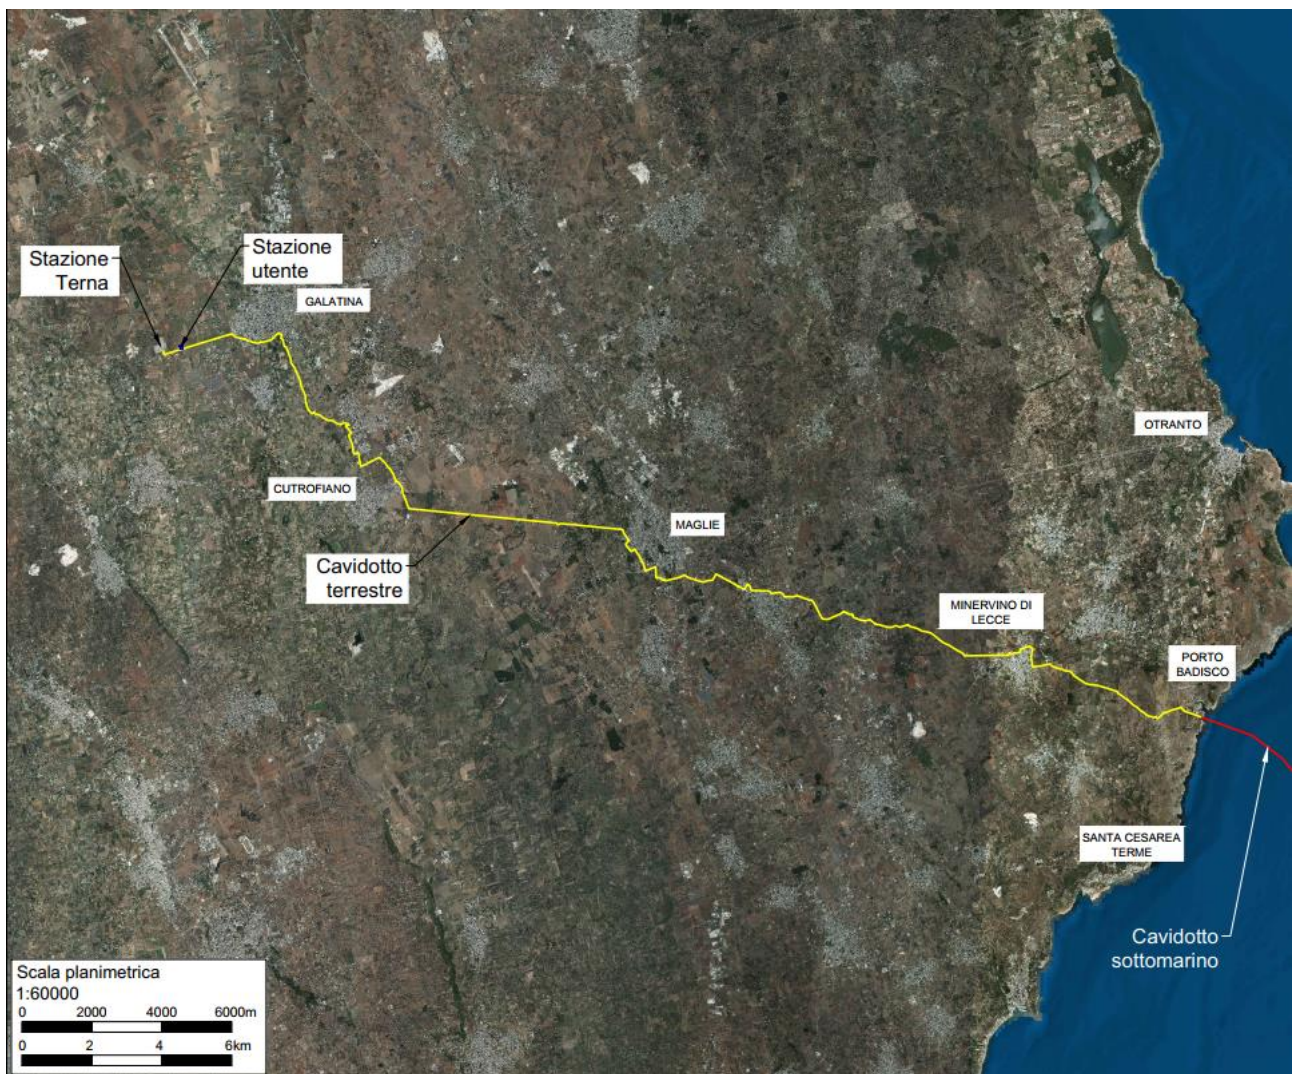 Stazione
Terna
Stazione
utente
GALATINA
OTRANTO
CUTROFIANO
MAGLIE
Cavidotto
terrestre
MINERVINO DI
LECCE
PORTO
BADISCO
SANTA CESAREA
TERME
Cavidotto
sottomarino
Scala planimetrica
1:60000
0 2000 4000 6000m
0 2 4 6km